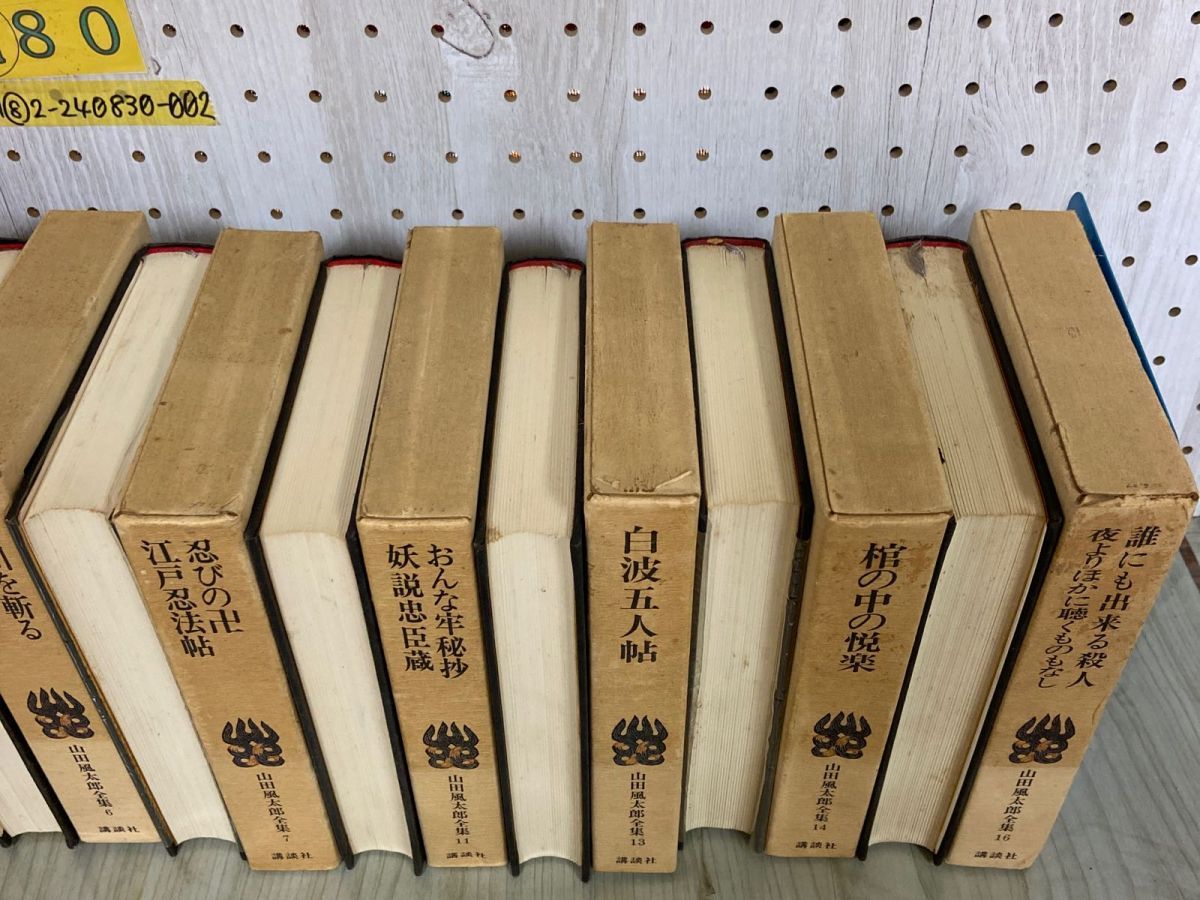 80
⑧2-240830-002
を斬る
山田風太郎全集 6
講談社
忍びの卍
江戸忍法帖
山田風太郎全集 7
講談社
おんな牢秘抄
妖説忠臣蔵
山田風太郎全集 11
講談社
白波五人帖
山田風太郎全集 13
講談社
棺の中の悦楽
山田風太郎全集 14
講談社
誰にも出来る殺人
夜よりほかに聴くものもなし
山田風太郎全集 16
講談社